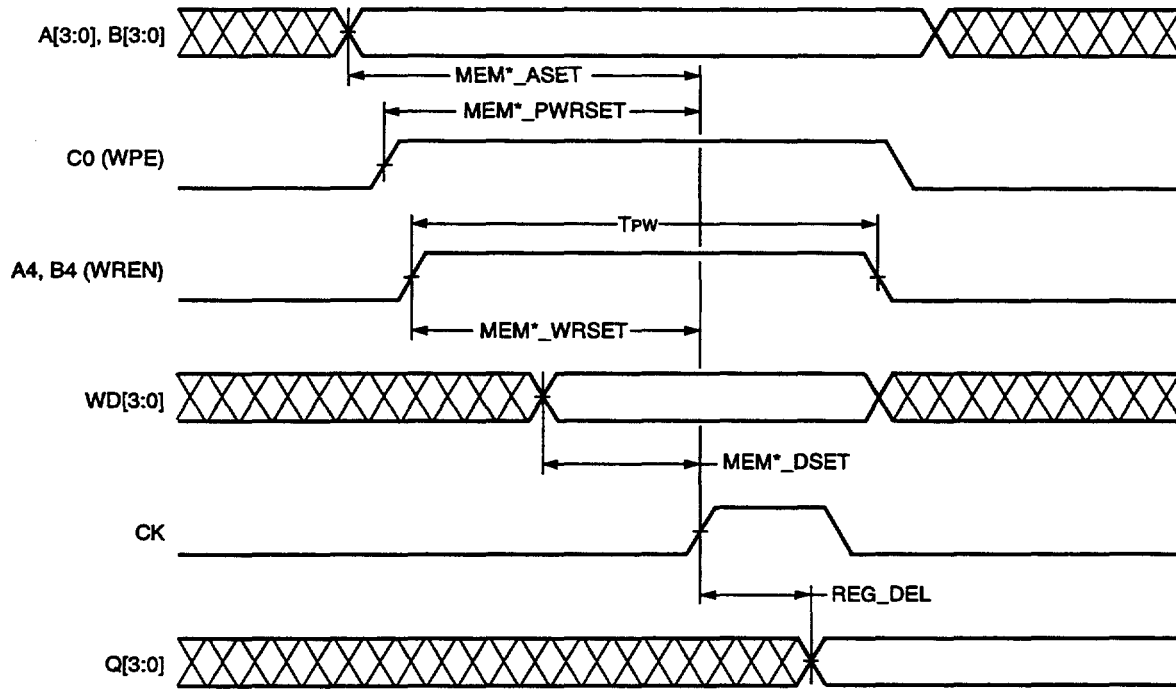 A[3:0], B[3:0]
MEM*_ASET
MEM*_PWRSET
C0 (WPE)
TPW
A4, B4 (WREN)
MEM*_WRSET
WD[3:0]
MEM*_DSET
CK
REG_DEL
Q[3:0]